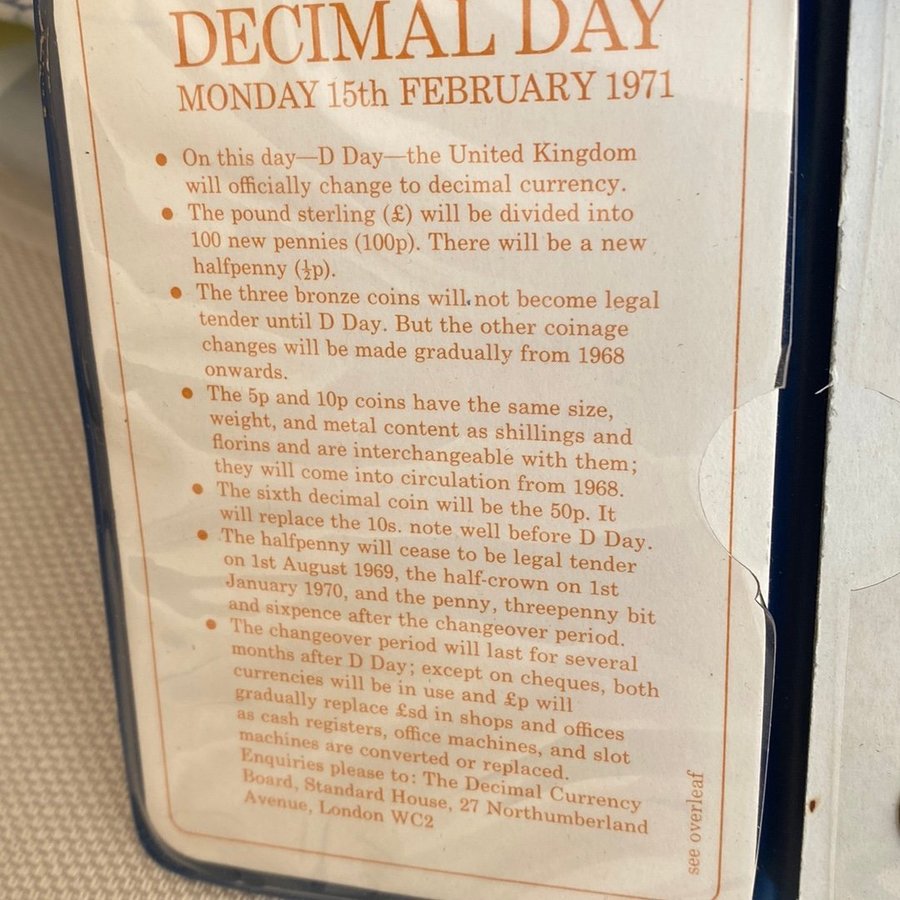 DECIMAL DAY
MONDAY 15th FEBRUARY 1971
• On this day—D Day—the United Kingdom
will officially change to decimal currency.
• The pound sterling (£) will be divided into
100 new pennies (100p). There will be a new
halfpenny (½p).
• The three bronze coins will not become legal
tender until D Day. But the other coinage
changes will be made gradually from 1968
onwards.
• The 5p and 10p coins have the same size,
weight, and metal content as shillings and
florins and are interchangeable with them;
they will come into circulation from 1968.
• The sixth decimal coin will be the 50p. It
will replace the 10s. note well before D Day.
• The halfpenny will cease to be legal tender
on 1st August 1969, the half-crown on 1st
January 1970, and the penny, threepenny bit
and sixpence after the changeover period.
• The changeover period will last for several
months after D Day; except on cheques, both
currencies will be in use and £p will
gradually replace £sd in shops and offices
as cash registers, office machines, and slot
machines are converted or replaced.
Enquiries please to: The Decimal Currency
Board, Standard House, 27 Northumberland
Avenue, London WC2
see overleaf